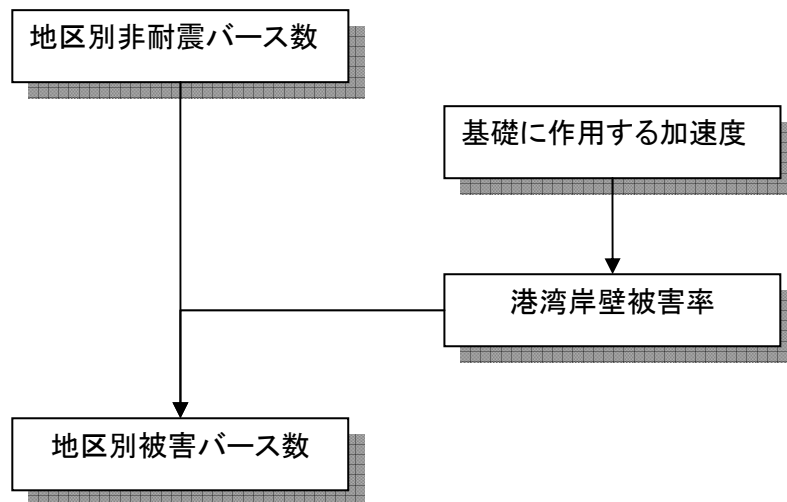 地区別非耐震バース数
基礎に作用する加速度
港湾岸壁被害率
地区別被害バース数